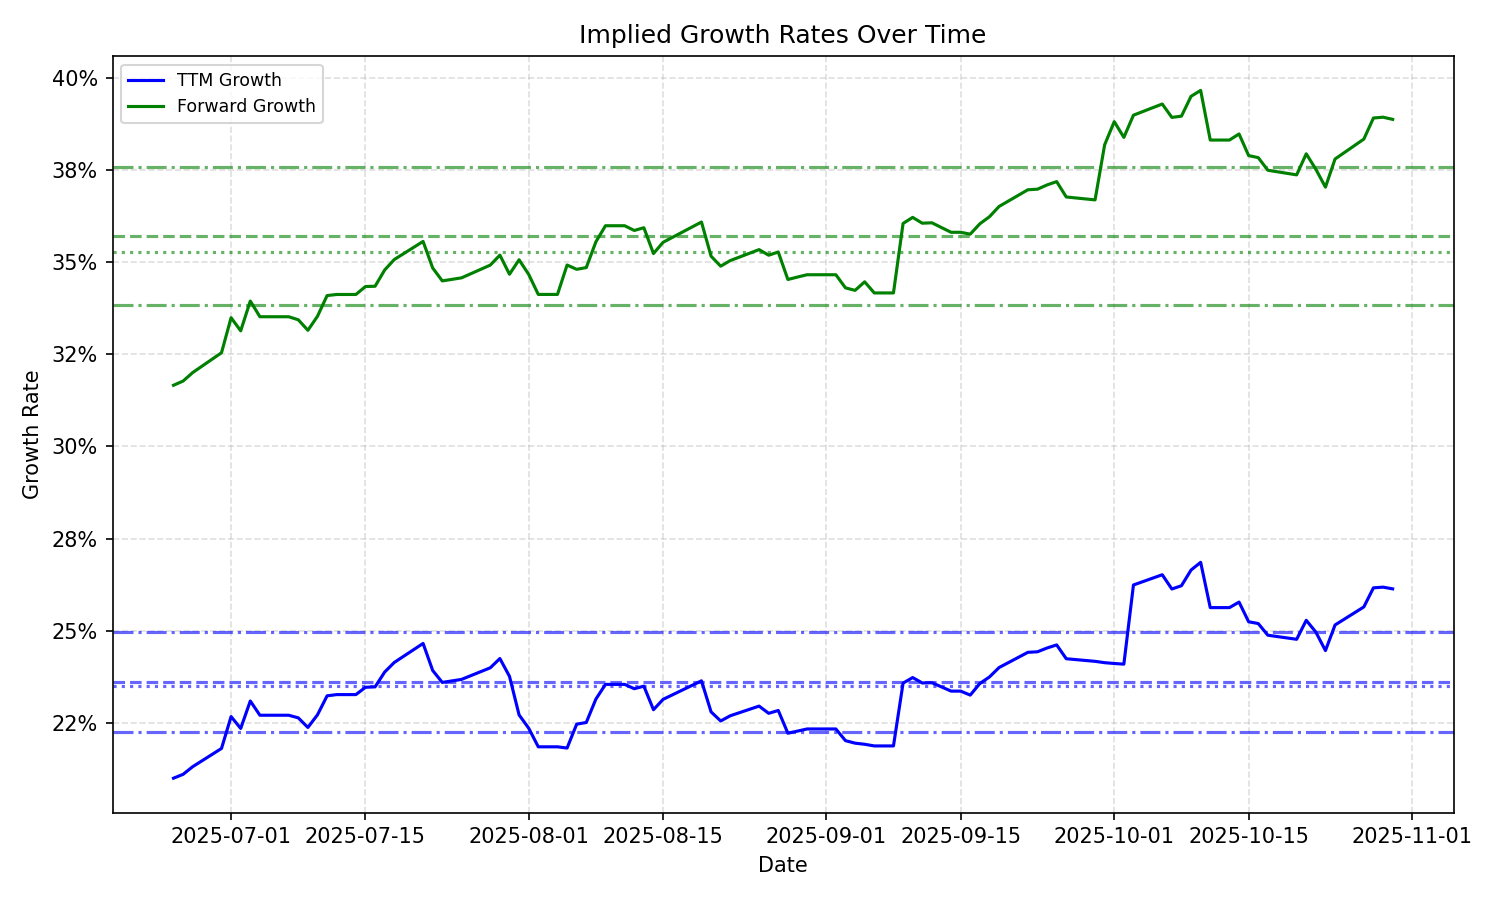 Implied Growth Rates Over Time
TTM Growth
Forward Growth
40%
38%
35%
32%
30%
28%
25%
22%
Growth Rate
2025-07-01 2025-07-15 2025-08-01 2025-08-15 2025-09-01 2025-09-15 2025-10-01 2025-10-15 2025-11-01
Date